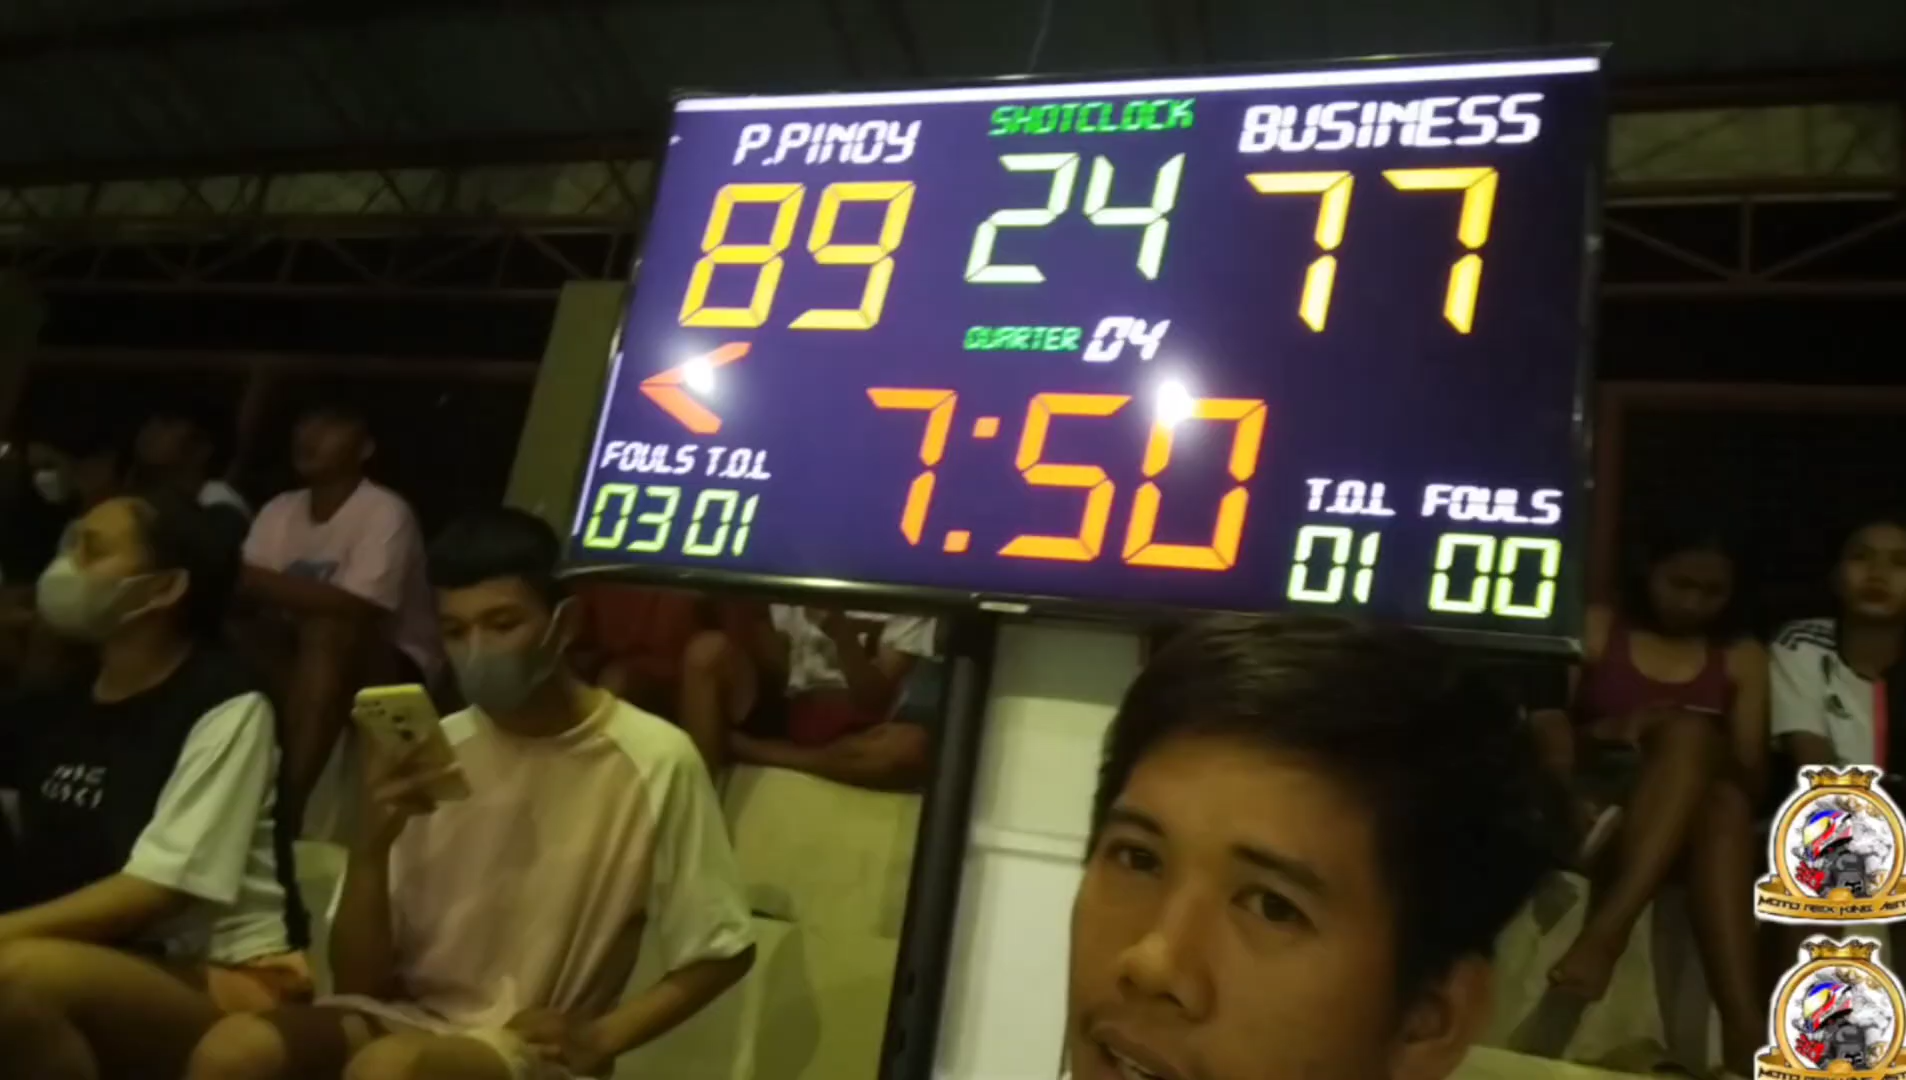 P.PINOY SHOTCLOCK BUSINESS
89 24 77
QUARTER 04
<
7:50
FOULS T.O.L T.O.L FOULS
03 01 01 00